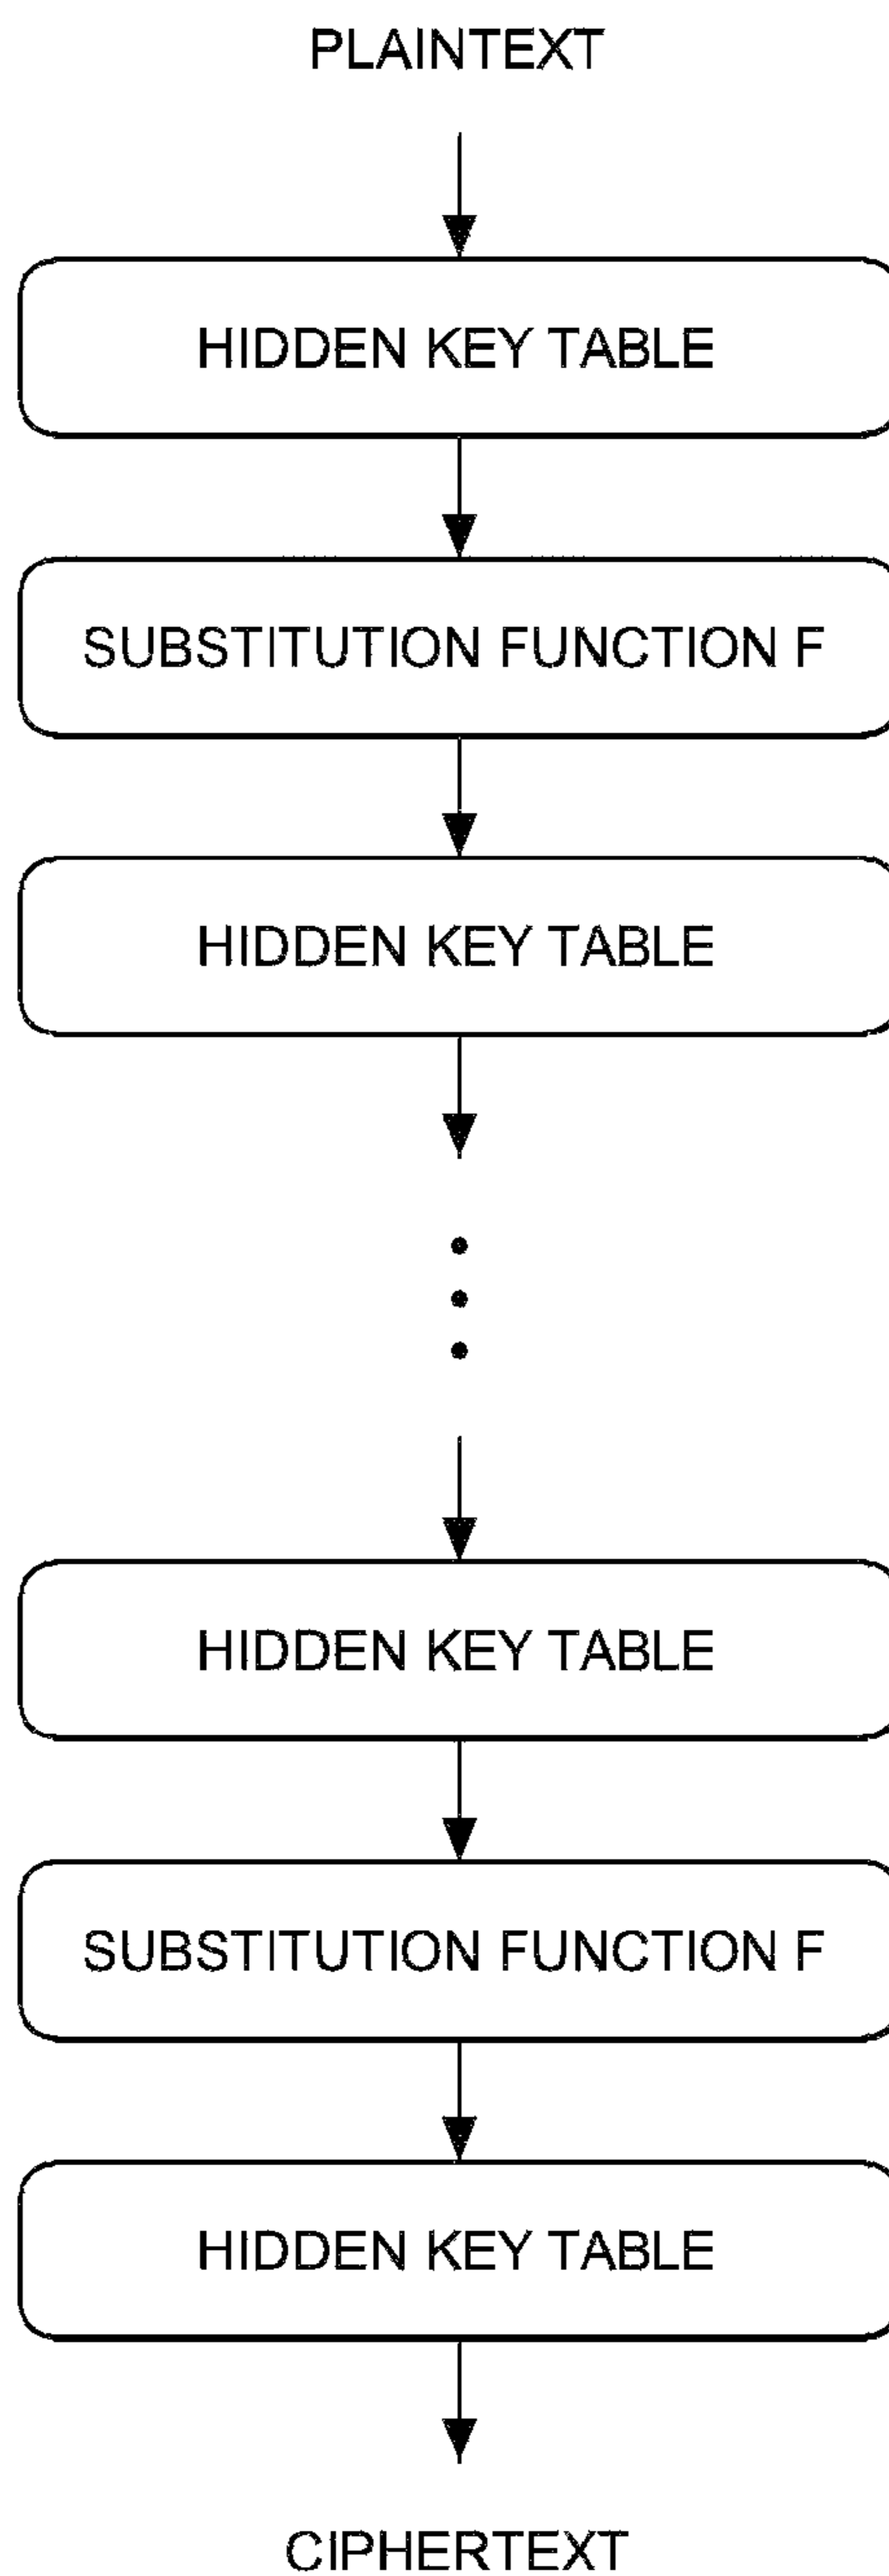 PLAINTEXT
HIDDEN KEY TABLE
SUBSTITUTION FUNCTION F
HIDDEN KEY TABLE
HIDDEN KEY TABLE
SUBSTITUTION FUNCTION F
HIDDEN KEY TABLE
CIPHERTEXT